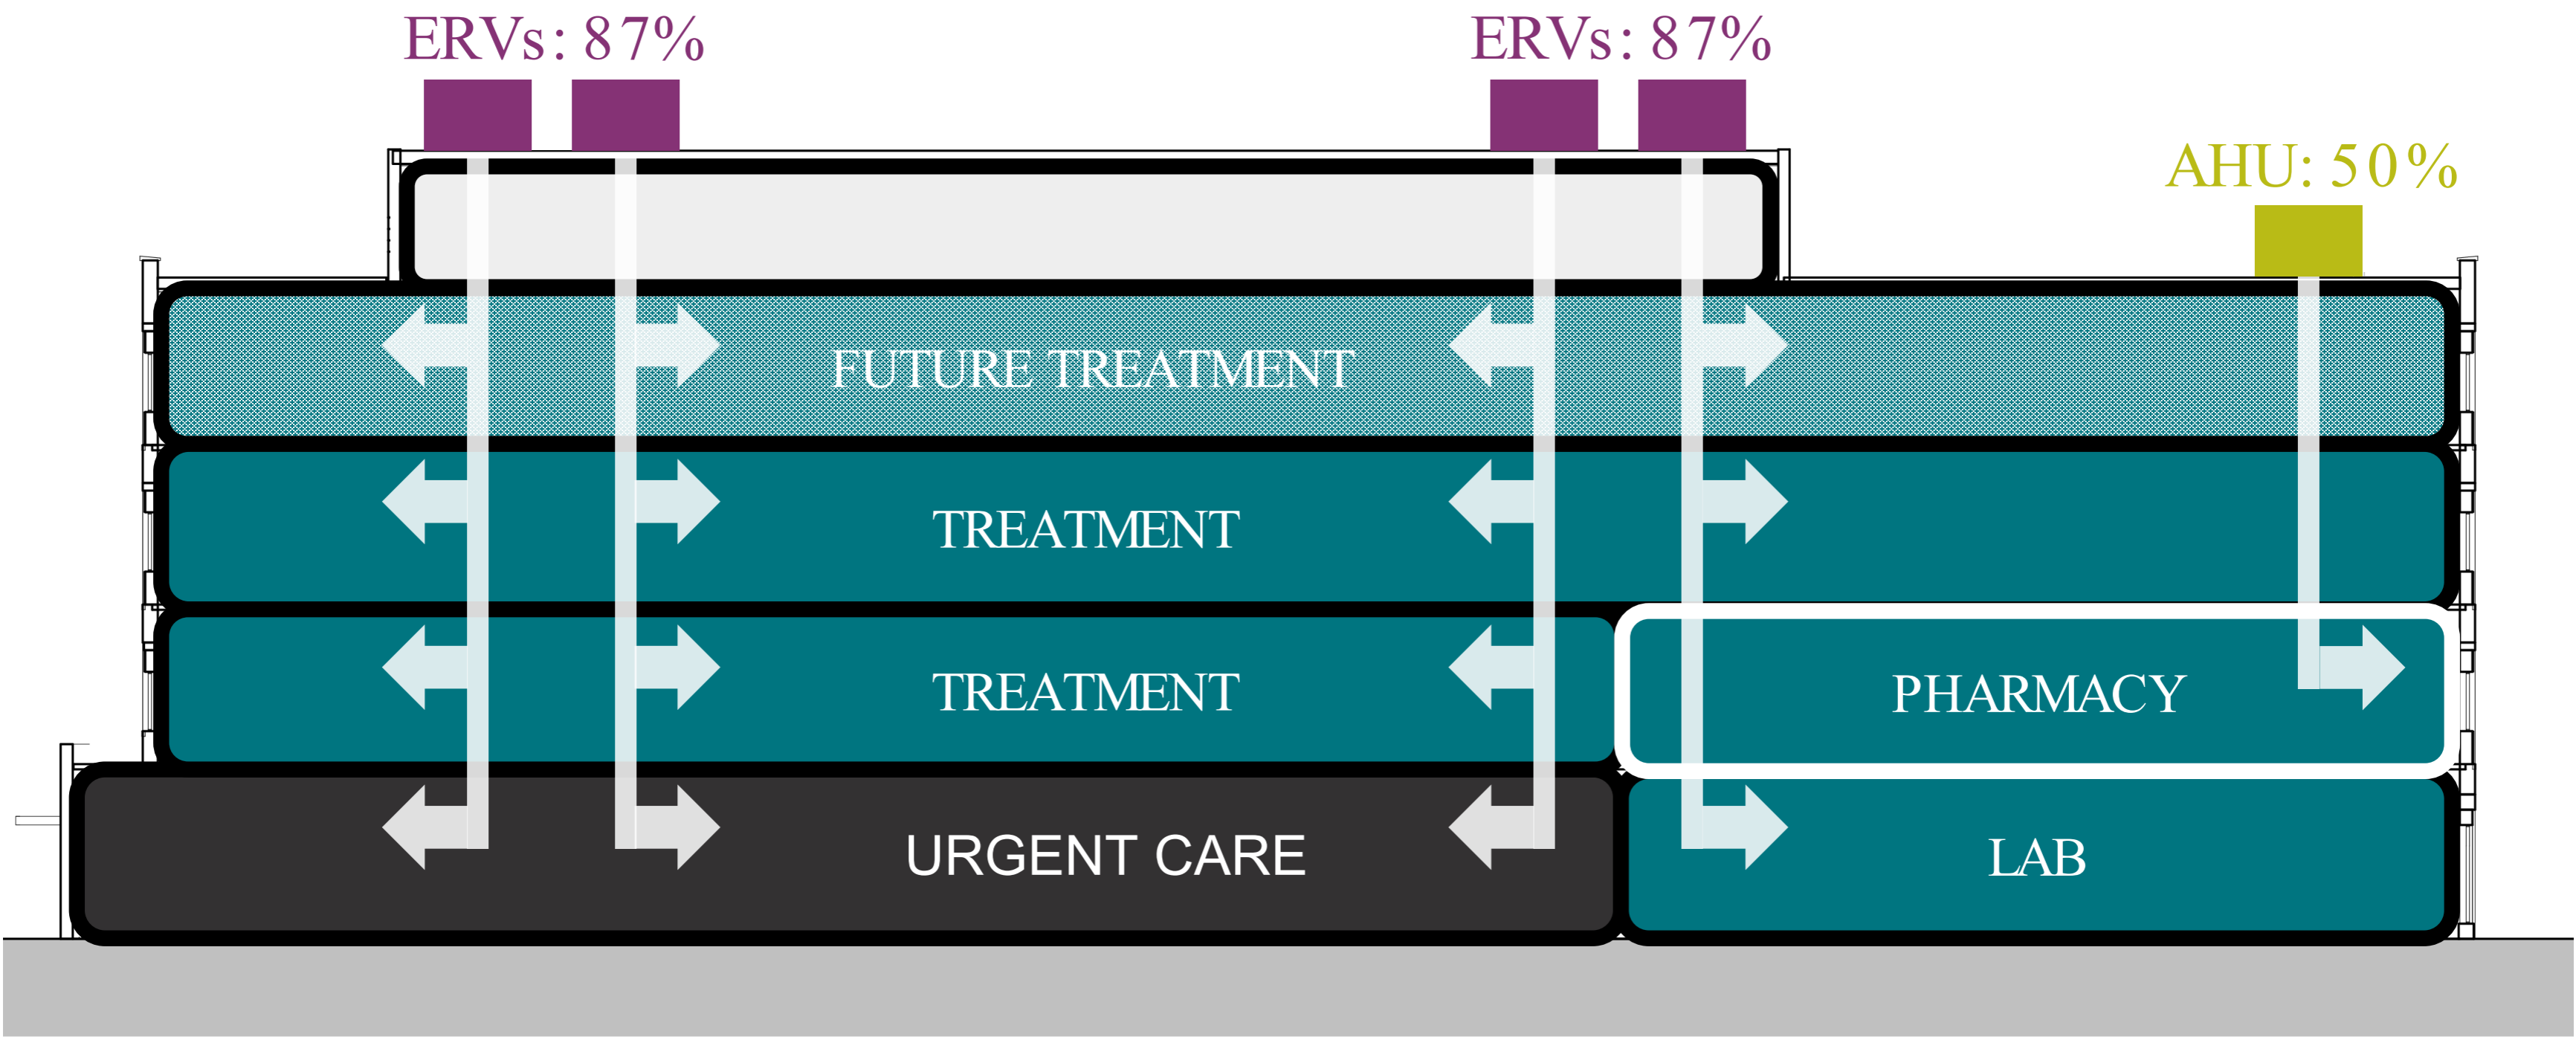 ERVs: 87%
ERVs: 87%
AHU: 50%
FUTURE TREATMENT
TREATMENT
TREATMENT
PHARMACY
URGENT CARE
LAB